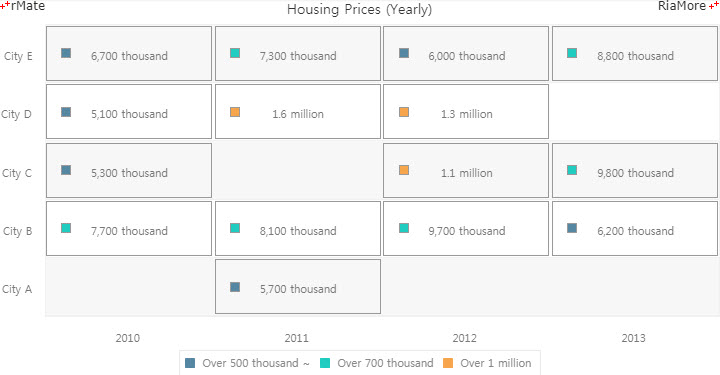 rMate
Housing Prices (Yearly)
RiaMore
City E
6,700 thousand
7,300 thousand
6,000 thousand
8,800 thousand
City D
5,100 thousand
1.6 million
1.3 million
City C
5,300 thousand
1.1 million
9,800 thousand
City B
7,700 thousand
8,100 thousand
9,700 thousand
6,200 thousand
City A
5,700 thousand
2010
2011
2012
2013
Over 500 thousand ~
Over 700 thousand
Over 1 million